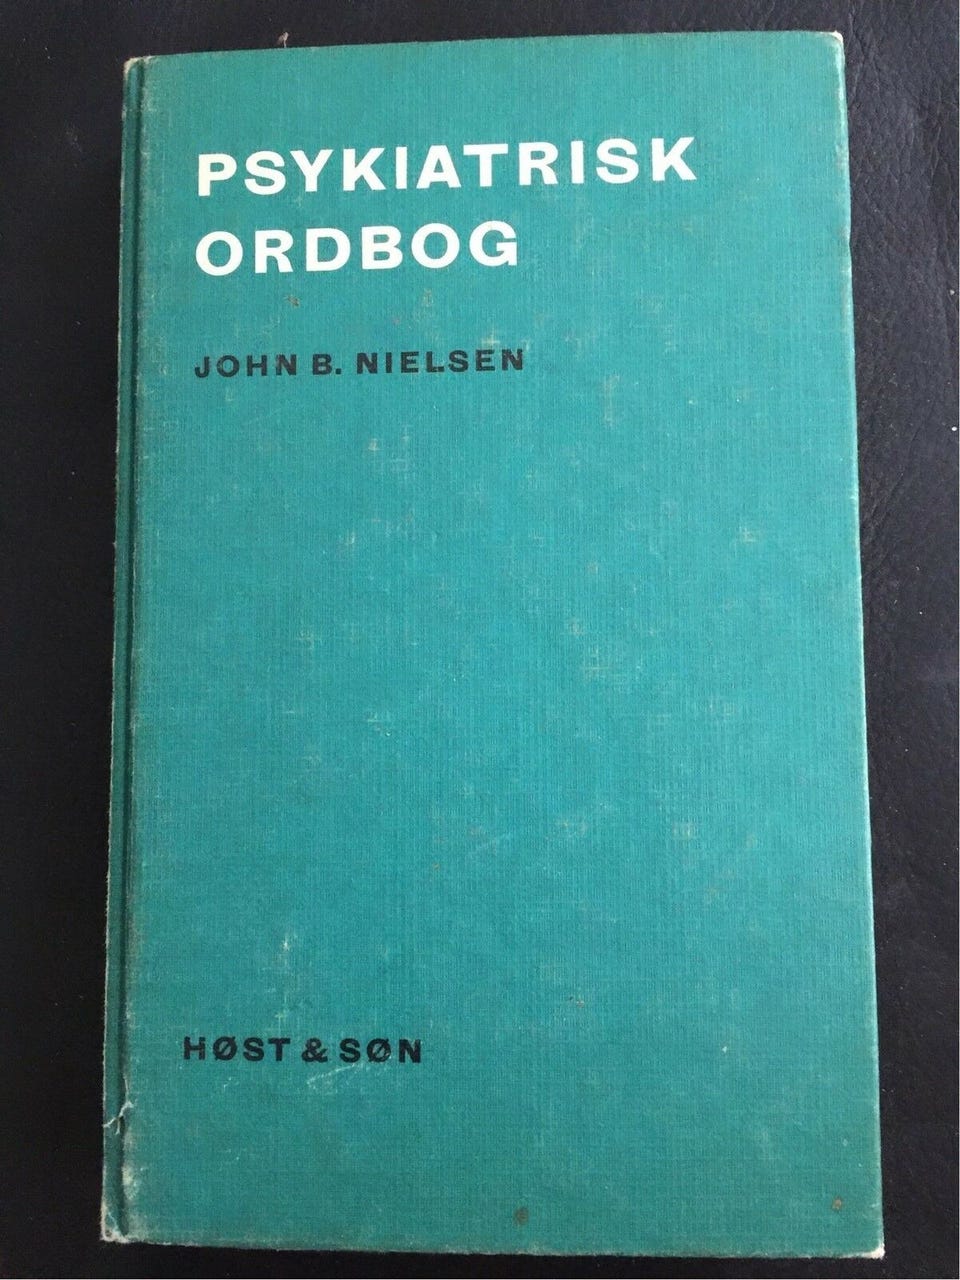 PSYKIATRISK
ORDBOG
JOHN B. NIELSEN
HØST & SØN